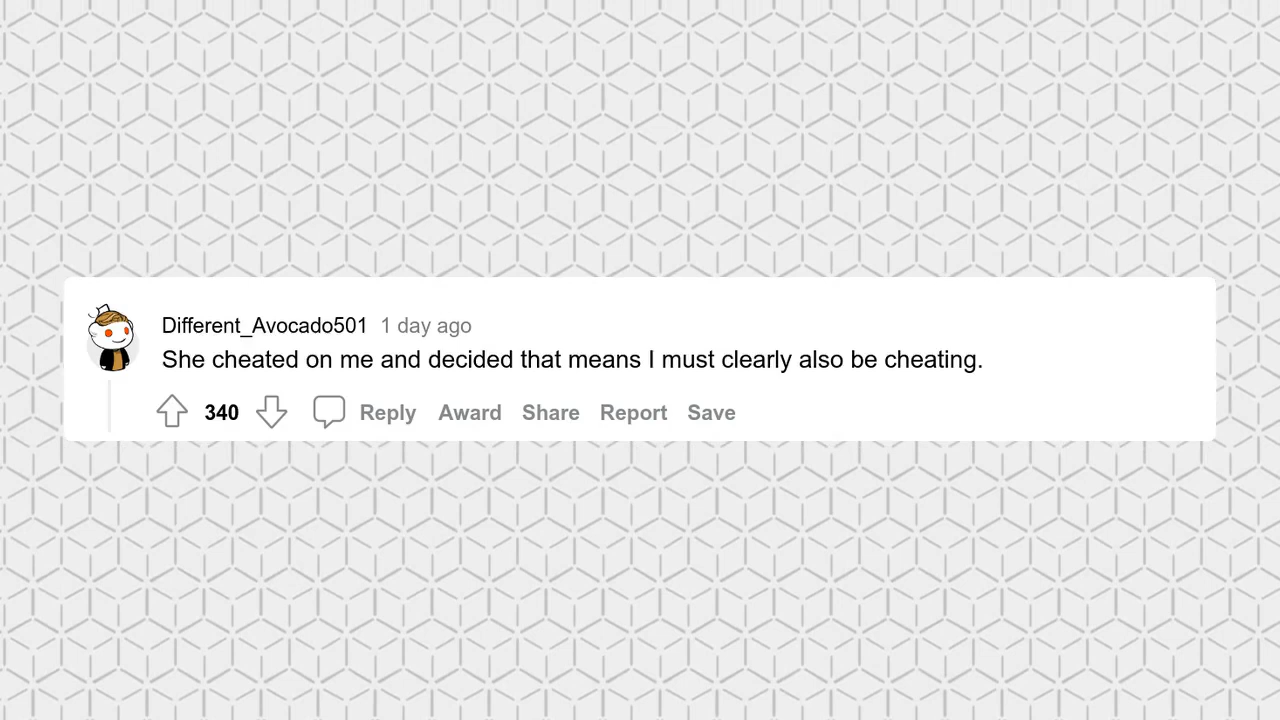 Different_Avocado501 1 day ago
She cheated on me and decided that means I must clearly also be cheating.
340 Reply Award Share Report Save